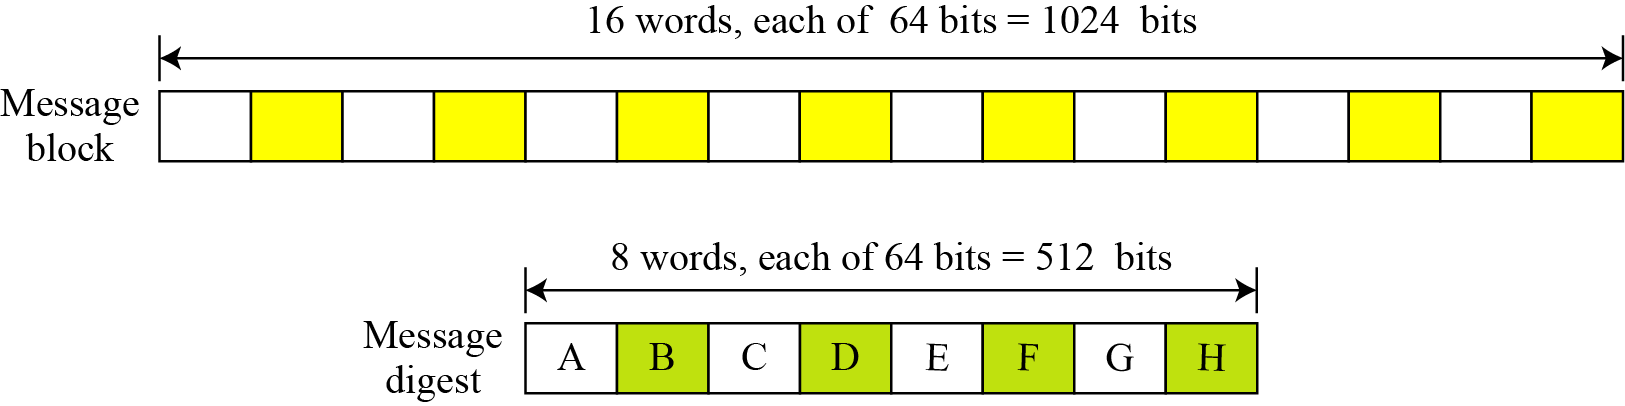 16 words, each of 64 bits = 1024 bits
Message
block
8 words, each of 64 bits = 512 bits
Message
digest
A B C D E F G H